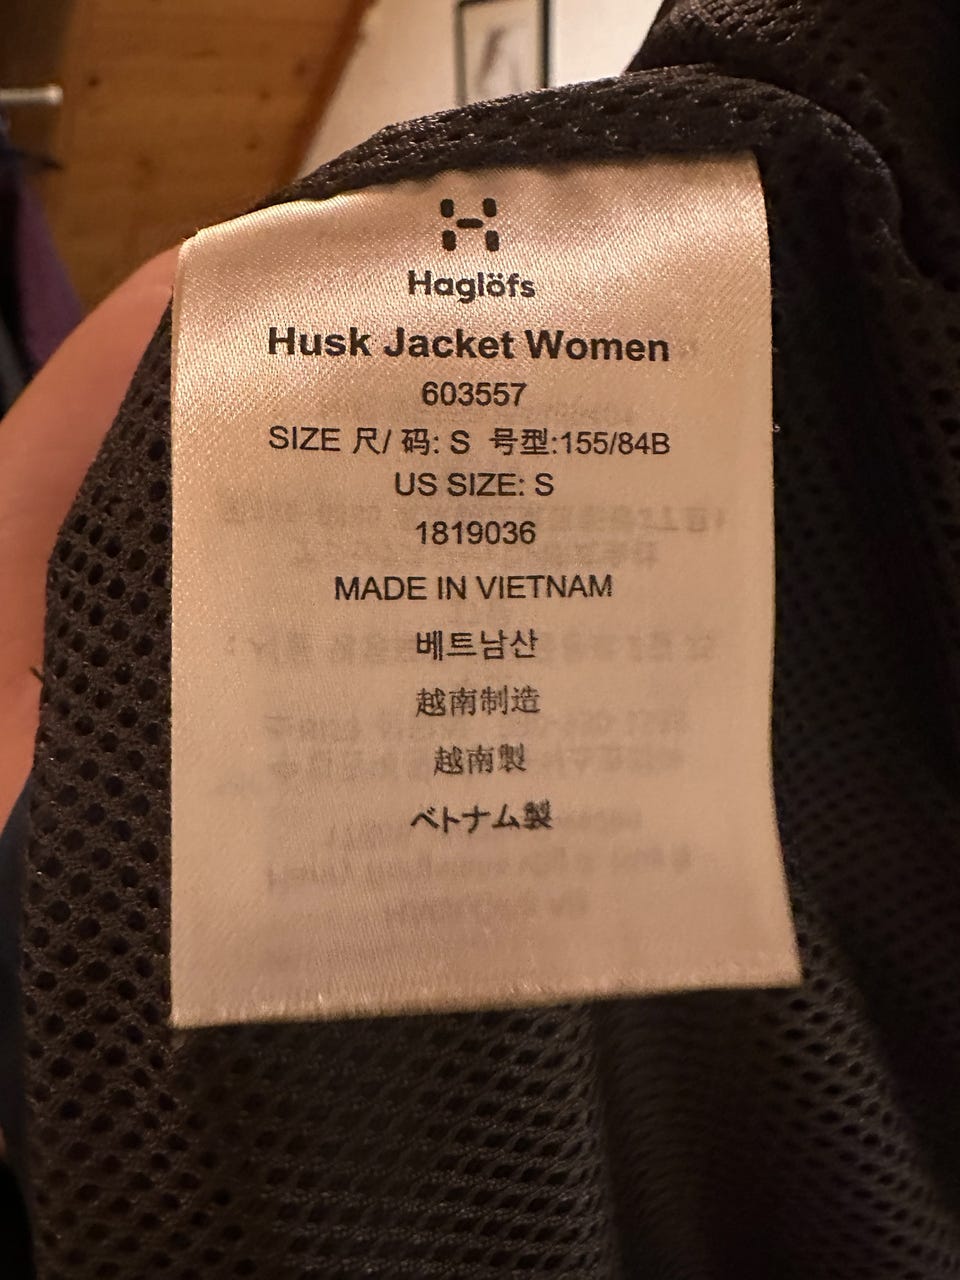 Haglöfs
Husk Jacket Women
603557
SIZE 尺/ 码: S 号型:155/84B
US SIZE: S
1819036
MADE IN VIETNAM
베트남산
越南制造
越南製
ベトナム製